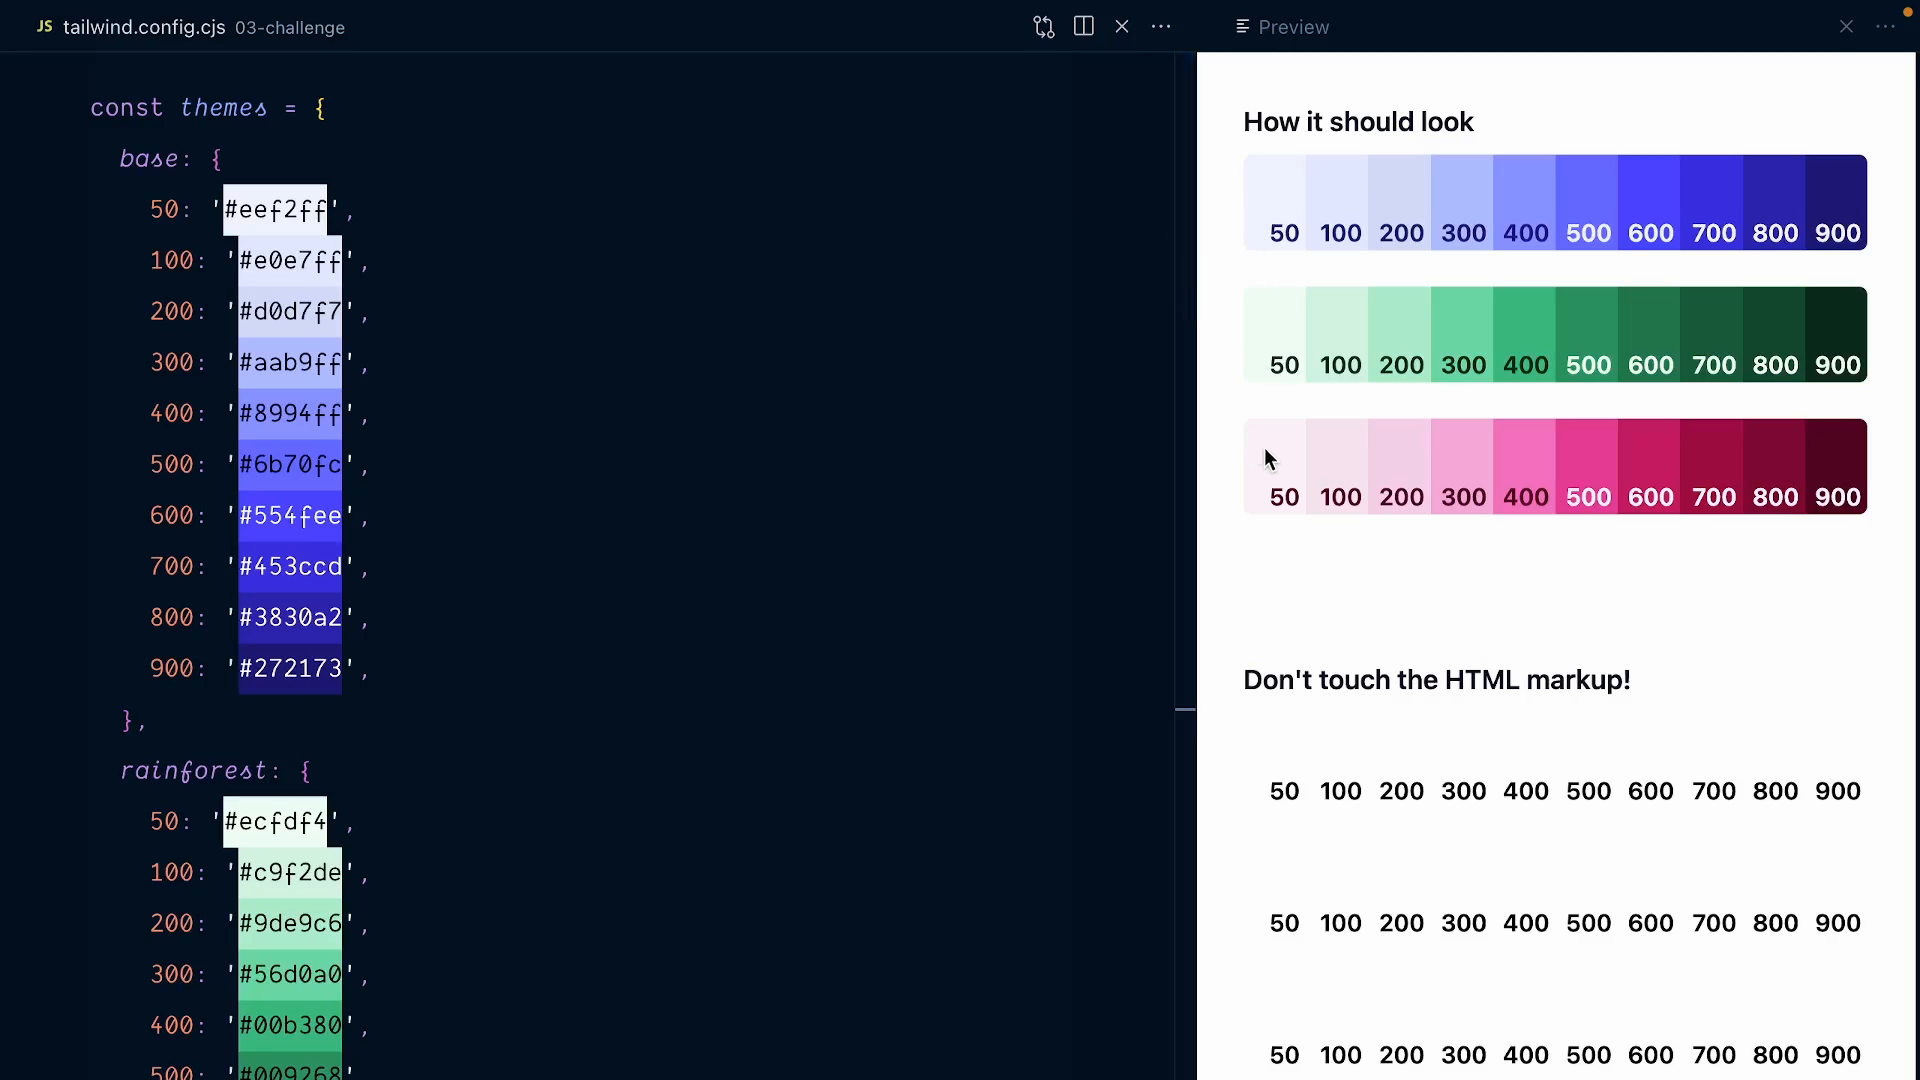 JS tailwind.config.cjs 03-challenge
Preview
const themes = {
base: {
50: '#eef2ff',
100: '#e0e7ff',
200: '#d0d7f7',
300: '#aab9ff',
400: '#8994ff',
500: '#6b70fc',
600: '#554fee',
700: '#453ccd',
800: '#3830a2',
900: '#272173',
},
rainforest: {
50: '#ecfdf4',
100: '#c9f2de',
200: '#9de9c6',
300: '#56d0a0',
400: '#00b380',
500: '#009268'
How it should look
50 100 200 300 400 500 600 700 800 900
50 100 200 300 400 500 600 700 800 900
50 100 200 300 400 500 600 700 800 900
Don't touch the HTML markup!
50 100 200 300 400 500 600 700 800 900
50 100 200 300 400 500 600 700 800 900
50 100 200 300 400 500 600 700 800 900